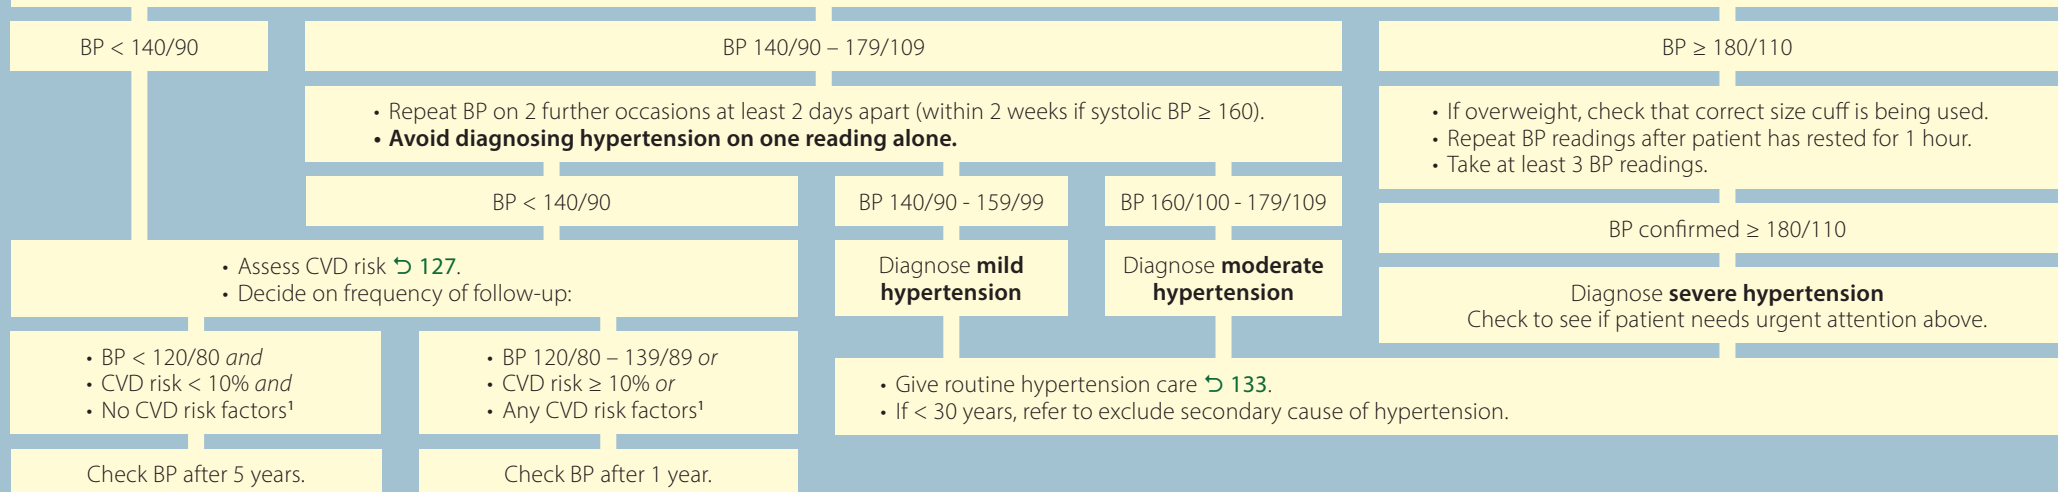 BP < 140/90
BP 140/90 – 179/109
BP ≥ 180/110
• Repeat BP on 2 further occasions at least 2 days apart (within 2 weeks if systolic BP ≥ 160).
• Avoid diagnosing hypertension on one reading alone.
• If overweight, check that correct size cuff is being used.
• Repeat BP readings after patient has rested for 1 hour.
• Take at least 3 BP readings.
BP < 140/90
BP 140/90 - 159/99
BP 160/100 - 179/109
BP confirmed ≥ 180/110
• Assess CVD risk ⮌ 127.
• Decide on frequency of follow-up:
Diagnose mild
hypertension
Diagnose moderate
hypertension
Diagnose severe hypertension
Check to see if patient needs urgent attention above.
• BP < 120/80 and
• CVD risk < 10% and
• No CVD risk factors¹
• BP 120/80 – 139/89 or
• CVD risk ≥ 10% or
• Any CVD risk factors¹
• Give routine hypertension care ⮌ 133.
• If < 30 years, refer to exclude secondary cause of hypertension.
Check BP after 5 years.
Check BP after 1 year.